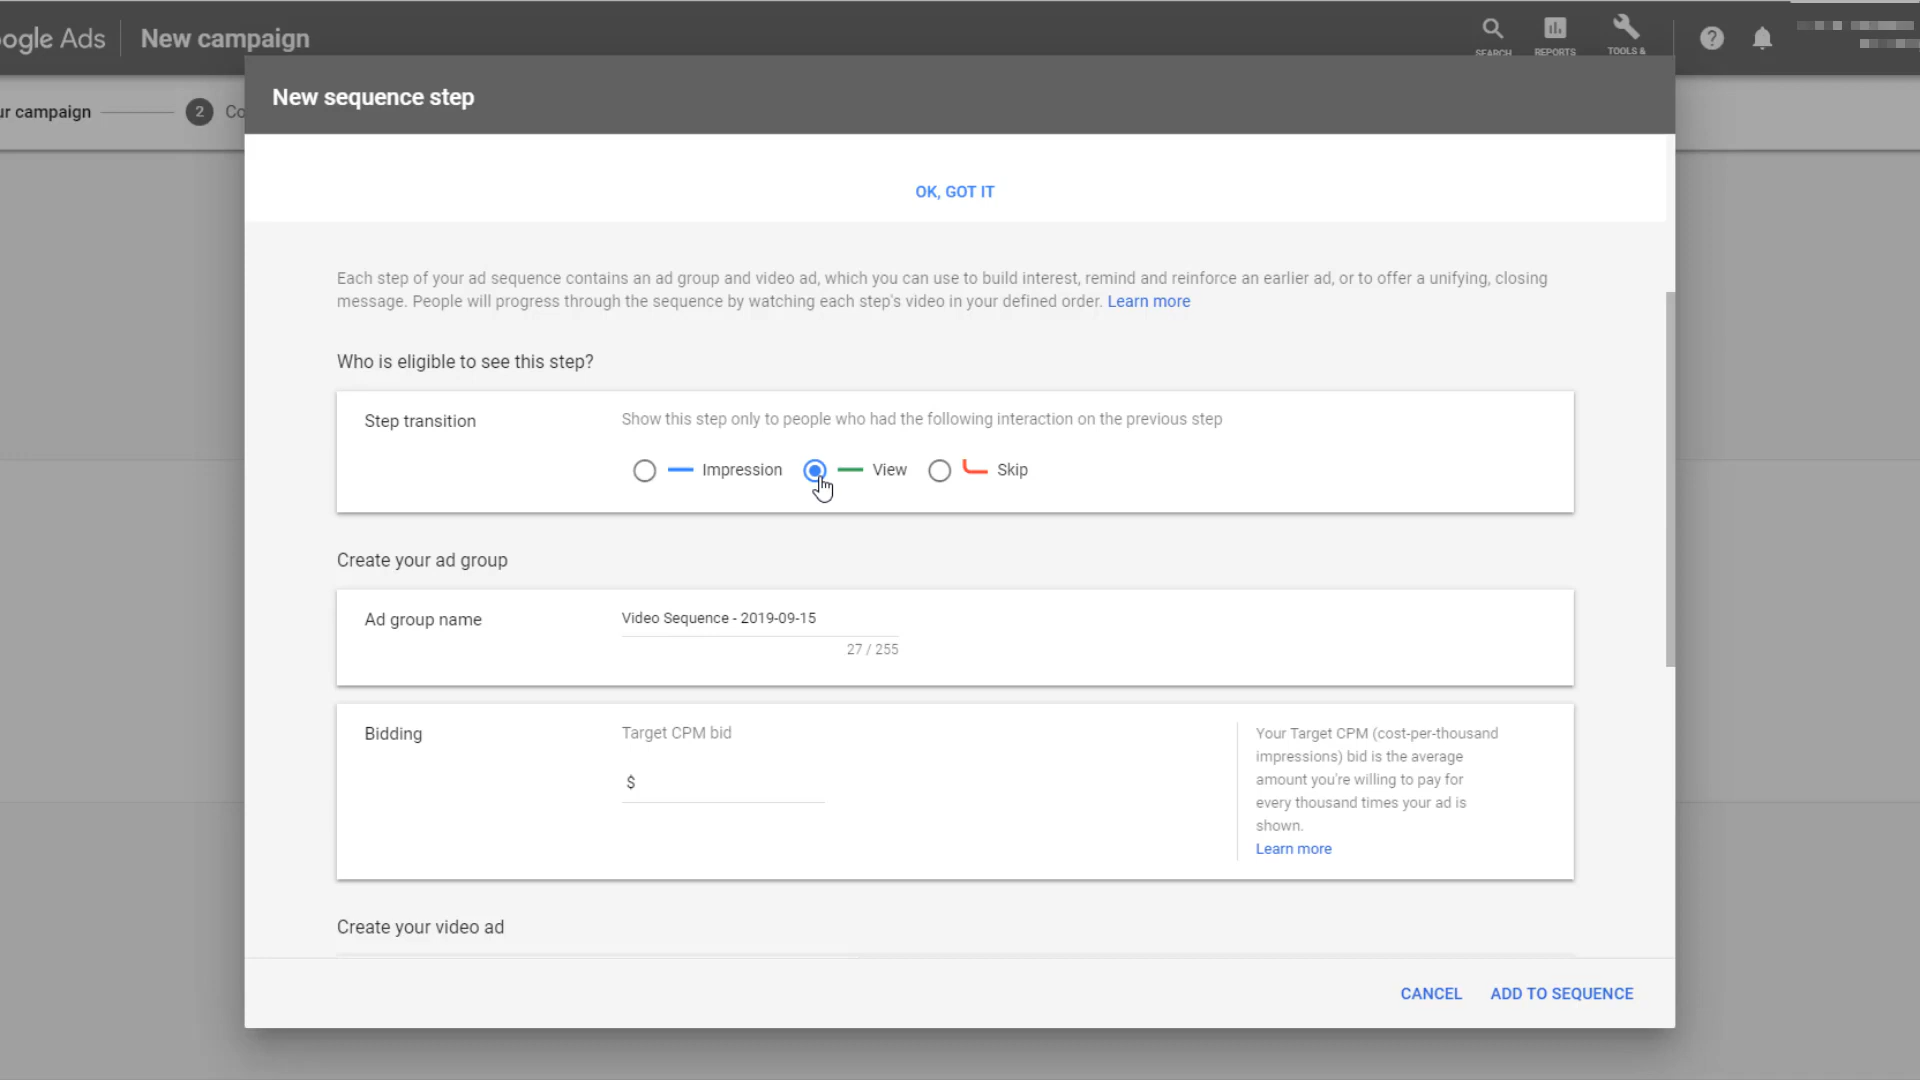 ogle Ads
New campaign
SEARCH
REPORTS
TOOLS &
ur campaign
2
Co
New sequence step
OK, GOT IT
Each step of your ad sequence contains an ad group and video ad, which you can use to build interest, remind and reinforce an earlier ad, or to offer a unifying, closing
message. People will progress through the sequence by watching each step's video in your defined order. Learn more
Who is eligible to see this step?
Step transition
Show this step only to people who had the following interaction on the previous step
Impression
View
Skip
Create your ad group
Ad group name
Video Sequence - 2019-09-15
27 / 255
Bidding
Target CPM bid
$
Your Target CPM (cost-per-thousand
impressions) bid is the average
amount you're willing to pay for
every thousand times your ad is
shown.
Learn more
Create your video ad
CANCEL
ADD TO SEQUENCE